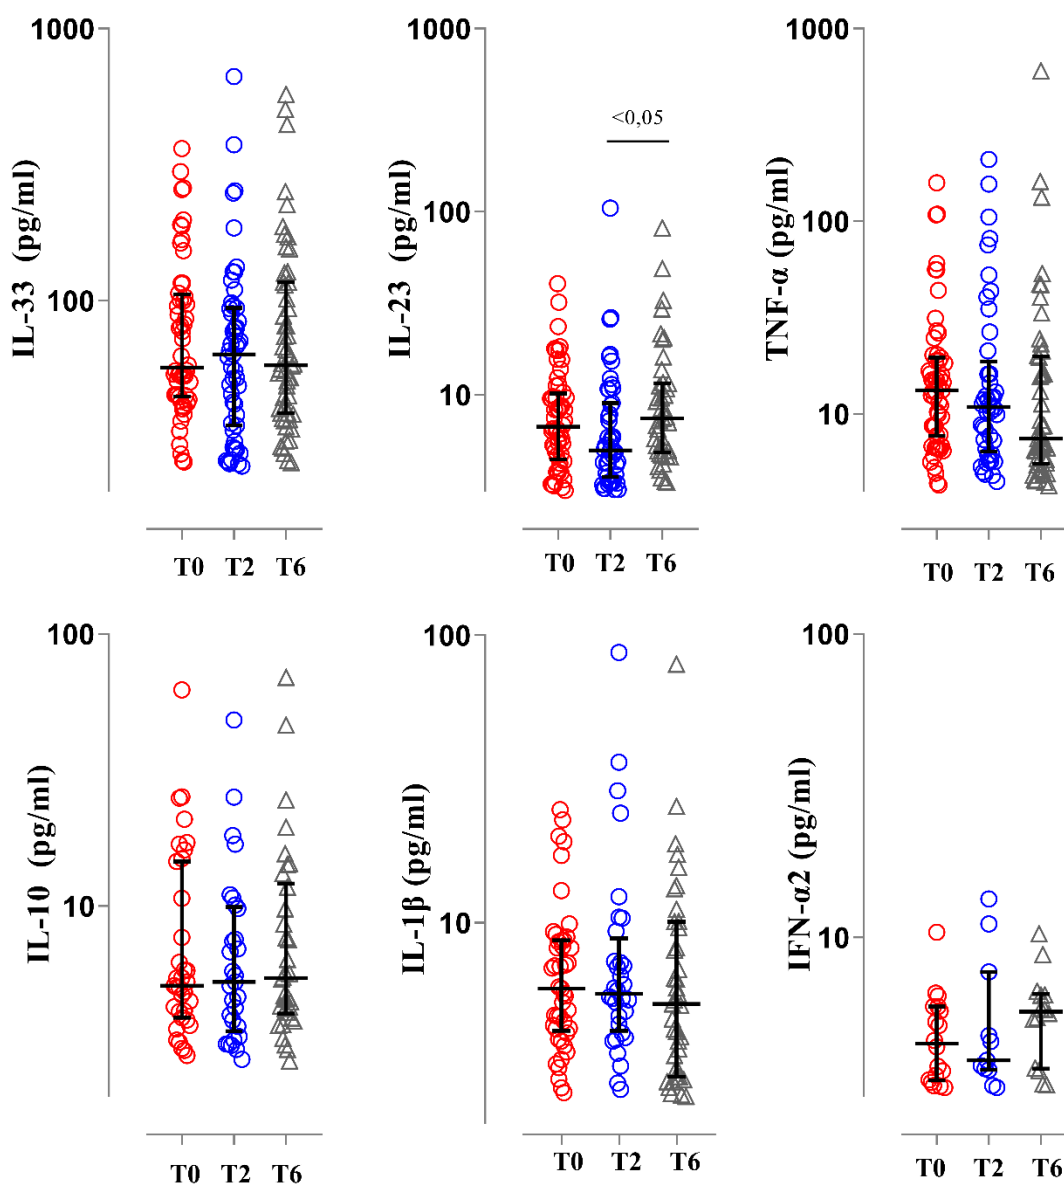 1000
100
IL-33 (pg/ml)
T0 T2 T6
1000
100
10
IL-23 (pg/ml)
<0,05
T0 T2 T6
1000
100
10
TNF-α (pg/ml)
T0 T2 T6
100
10
IL-10 (pg/ml)
T0 T2 T6
100
10
IL-1β (pg/ml)
T0 T2 T6
100
10
IFN-α2 (pg/ml)
T0 T2 T6